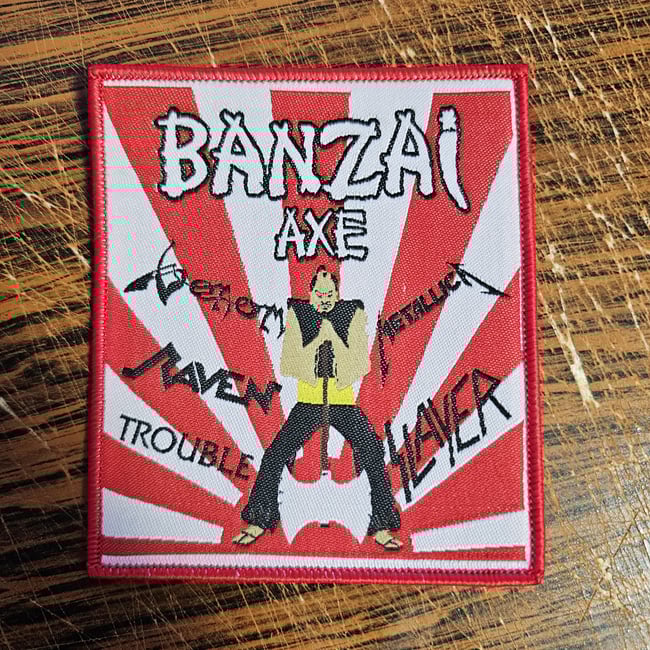 BANZAI
AXE
Venom
METALLICA
RAVEN
SLAYER
TROUBLE